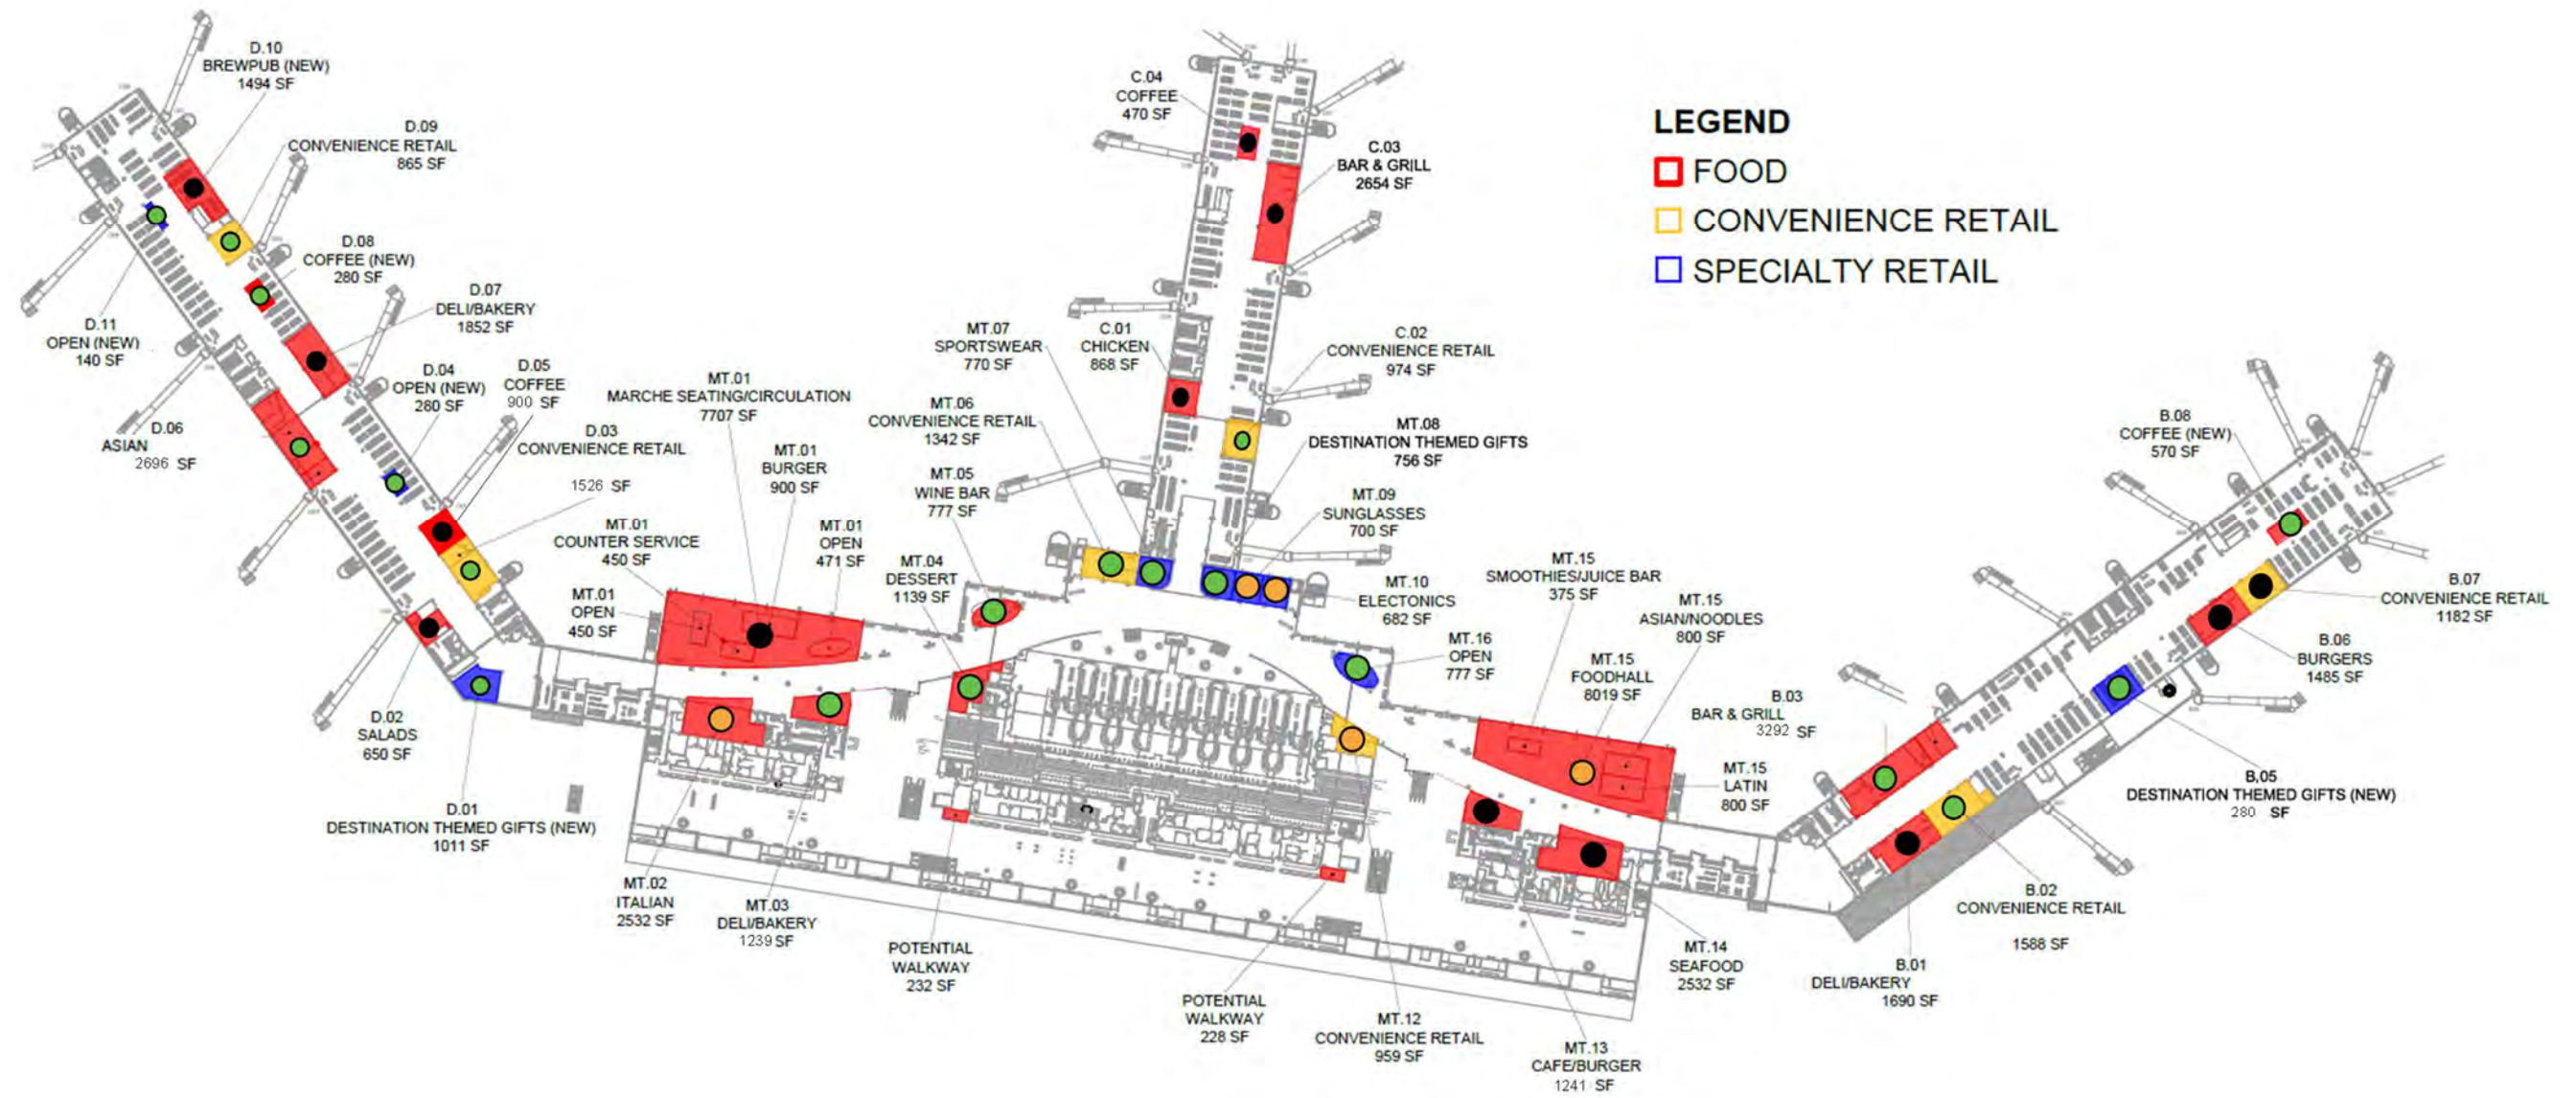 D.10
BREWPUB (NEW)
1494 SF
D.09
CONVENIENCE RETAIL
865 SF
D.08
COFFEE (NEW)
280 SF
D.07
DELI/BAKERY
1852 SF
D.11
OPEN (NEW)
140 SF
D.04
OPEN (NEW)
280 SF
D.05
COFFEE
900 SF
D.06
ASIAN
2696 SF
D.03
CONVENIENCE RETAIL
1526 SF
D.02
SALADS
650 SF
D.01
DESTINATION THEMED GIFTS (NEW)
1011 SF
MT.01
MARCHE SEATING/CIRCULATION
7707 SF
MT.01
BURGER
900 SF
MT.01
COUNTER SERVICE
450 SF
MT.01
OPEN
471 SF
MT.01
OPEN
450 SF
MT.02
ITALIAN
2532 SF
MT.03
DELI/BAKERY
1239 SF
MT.04
DESSERT
1139 SF
MT.05
WINE BAR
777 SF
MT.06
CONVENIENCE RETAIL
1342 SF
MT.07
SPORTSWEAR
770 SF
C.04
COFFEE
470 SF
C.03
BAR & GRILL
2654 SF
C.01
CHICKEN
868 SF
C.02
CONVENIENCE RETAIL
974 SF
MT.08
DESTINATION THEMED GIFTS
756 SF
MT.09
SUNGLASSES
700 SF
MT.10
ELECTONICS
682 SF
MT.16
OPEN
777 SF
MT.15
SMOOTHIES/JUICE BAR
375 SF
MT.15
ASIAN/NOODLES
800 SF
MT.15
FOODHALL
8019 SF
MT.15
LATIN
800 SF
POTENTIAL
WALKWAY
232 SF
POTENTIAL
WALKWAY
228 SF
MT.12
CONVENIENCE RETAIL
959 SF
MT.13
CAFE/BURGER
1241 SF
MT.14
SEAFOOD
2532 SF
B.03
BAR & GRILL
3292 SF
B.08
COFFEE (NEW)
570 SF
B.07
CONVENIENCE RETAIL
1182 SF
B.06
BURGERS
1485 SF
B.05
DESTINATION THEMED GIFTS (NEW)
280 SF
B.02
CONVENIENCE RETAIL
1588 SF
B.01
DELI/BAKERY
1690 SF
LEGEND
FOOD
CONVENIENCE RETAIL
SPECIALTY RETAIL